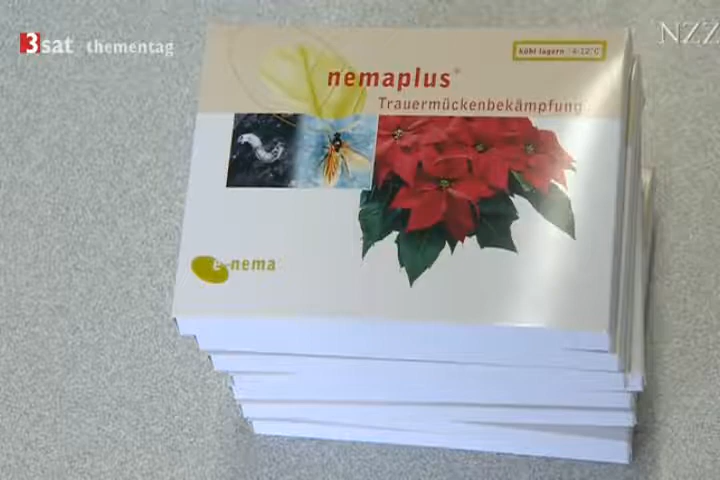 3sat thementag
NZZ
kühl lagern 4-12°C
nemaplus®
Trauermückenbekämpfung
e-nema